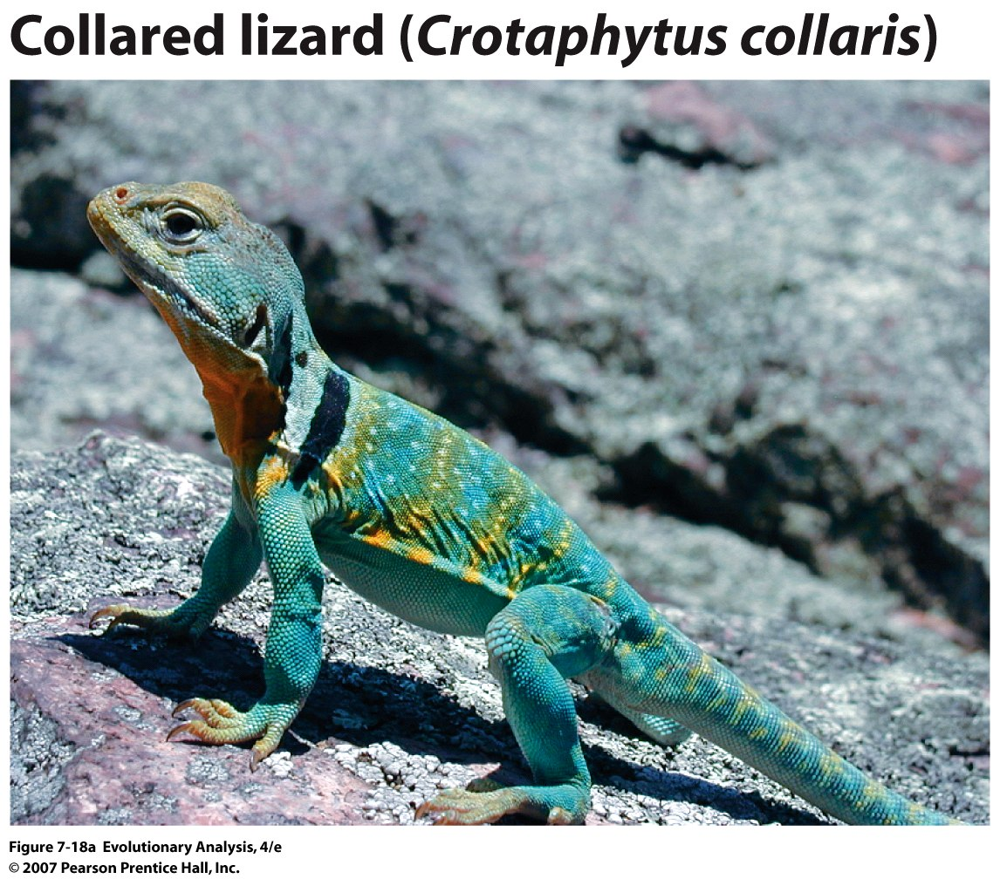 Collared lizard (Crotaphytus collaris)
Figure 7-18a  Evolutionary Analysis, 4/e
© 2007 Pearson Prentice Hall, Inc.